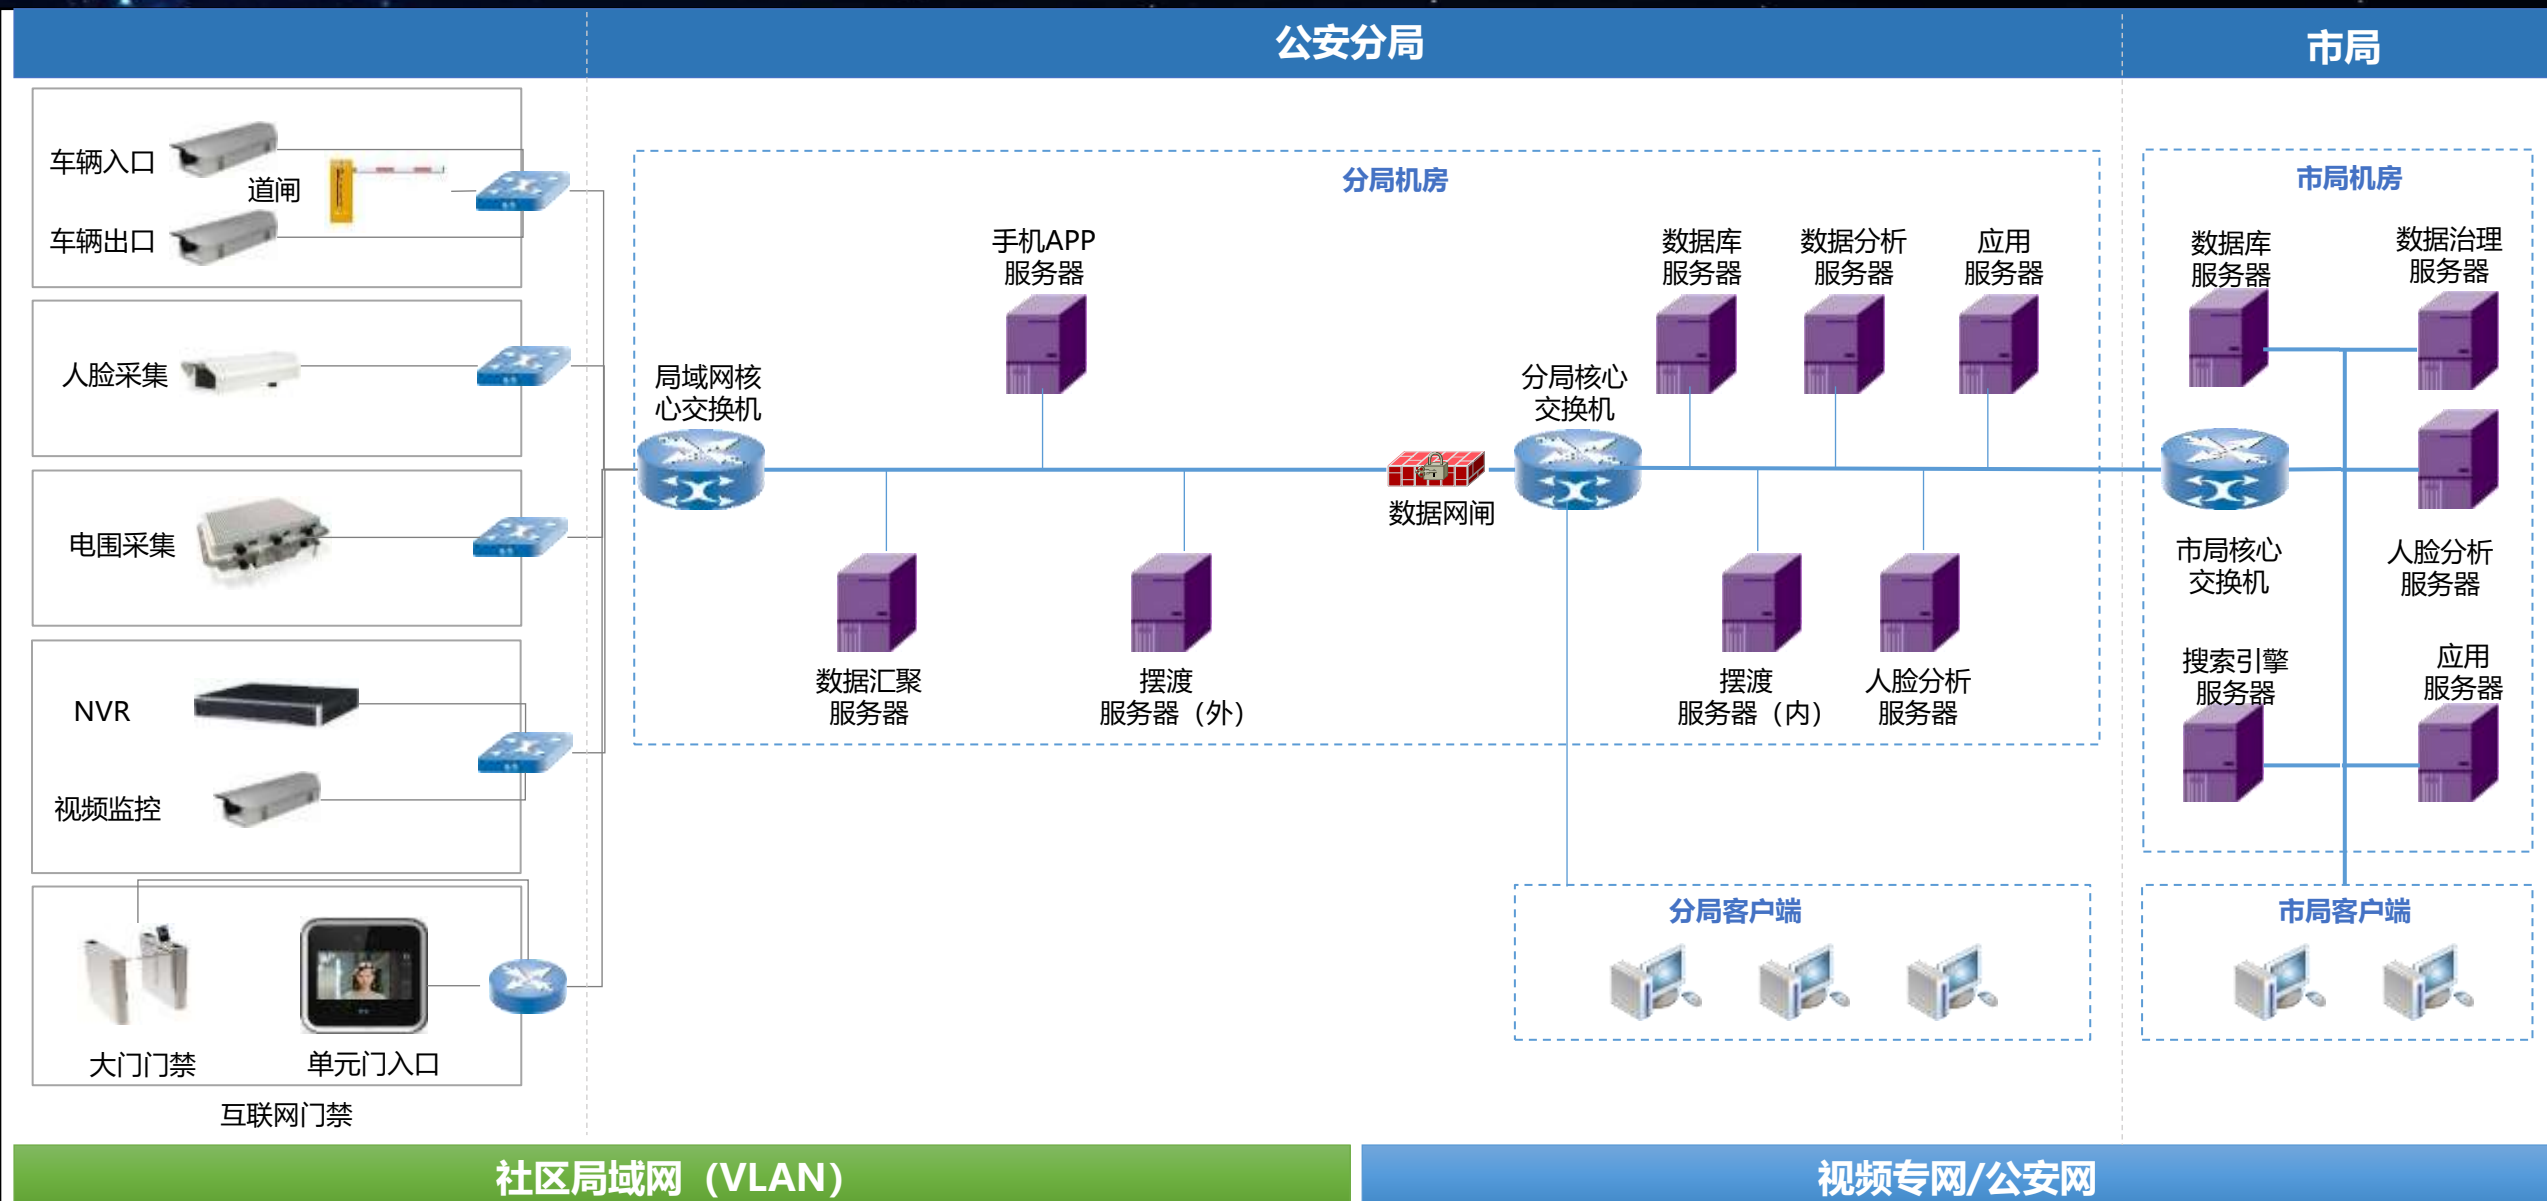 公安分局
市局
车辆入口
道闸
车辆出口
人脸采集
电围采集
NVR
视频监控
大门门禁
单元门入口
互联网门禁
分局机房
手机APP
服务器
数据库
服务器
数据分析
服务器
应用
服务器
局域网核
心交换机
分局核心
交换机
数据网闸
数据汇聚
服务器
摆渡
服务器（外）
摆渡
服务器（内）
人脸分析
服务器
分局客户端
市局机房
数据库
服务器
数据治理
服务器
市局核心
交换机
人脸分析
服务器
搜索引擎
服务器
应用
服务器
市局客户端
社区局域网（VLAN）
视频专网/公安网